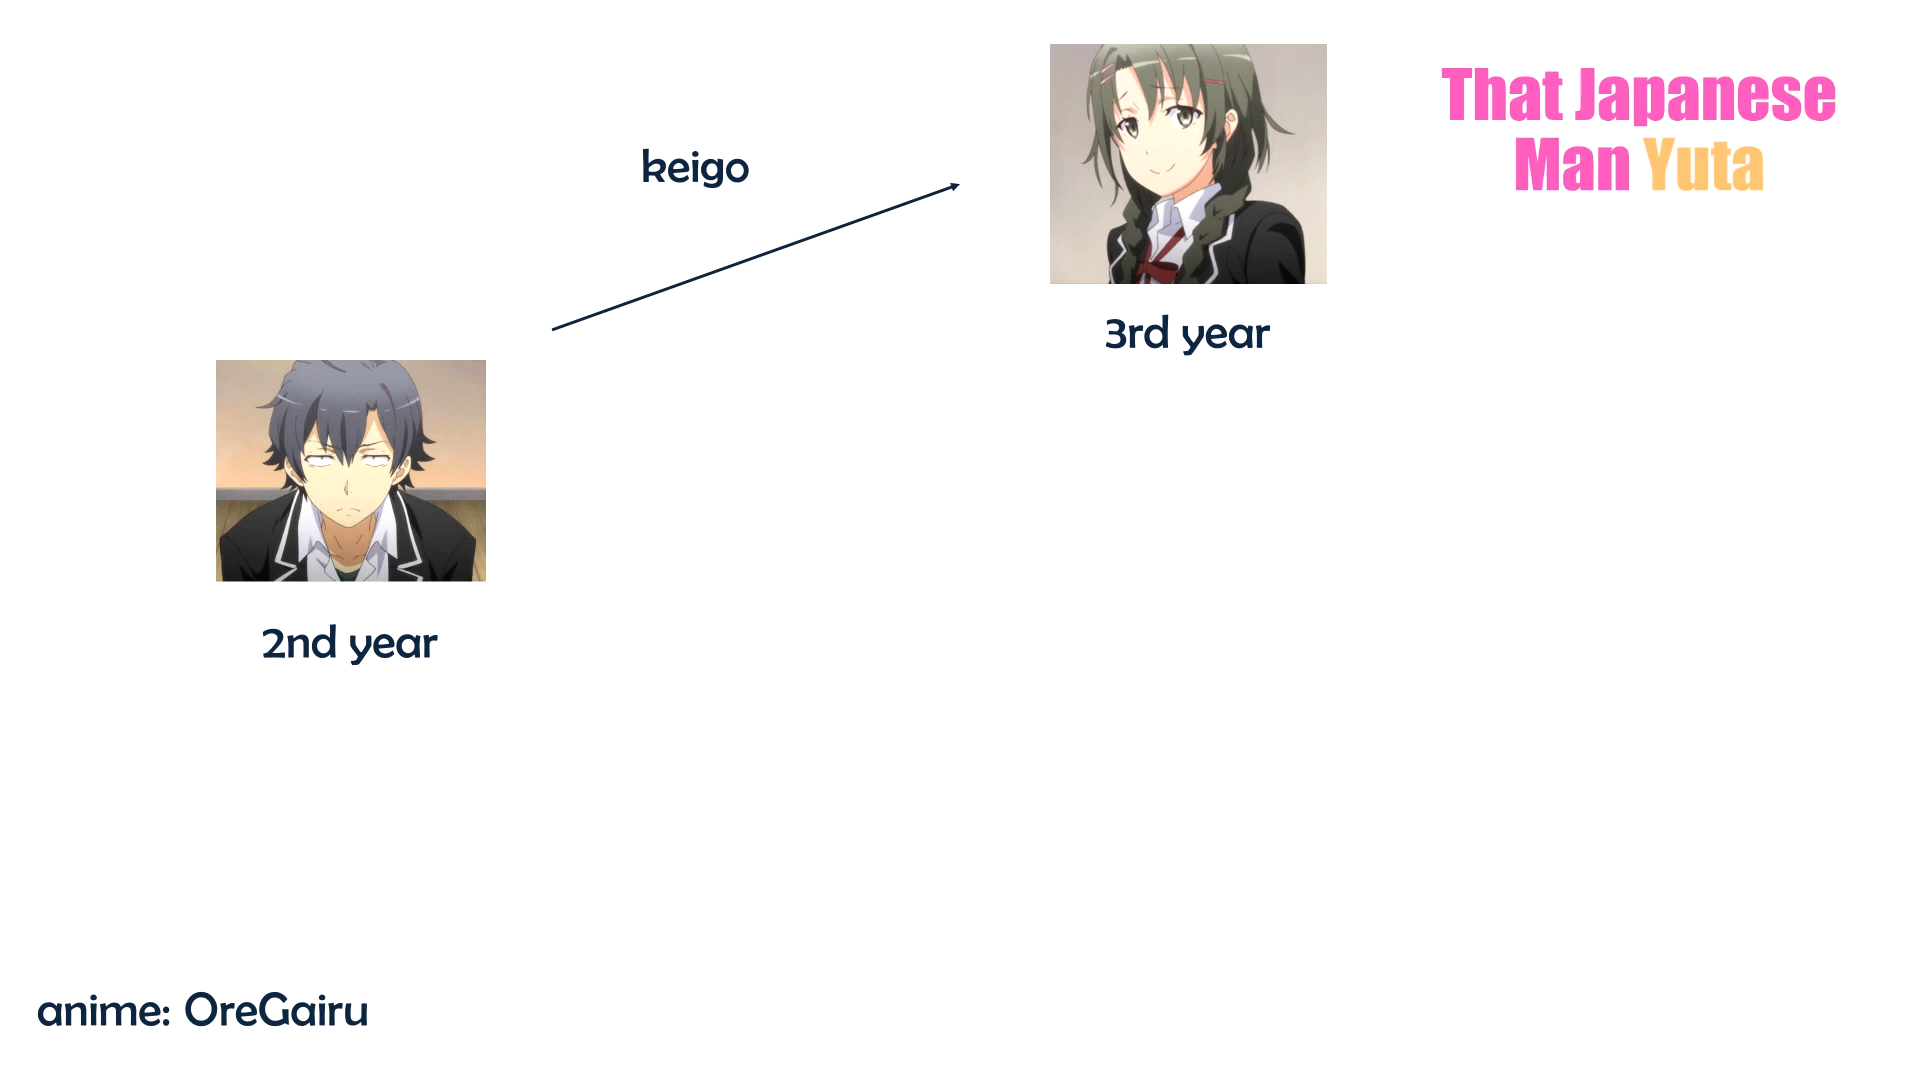 That Japanese
Man Yuta
keigo
3rd year
2nd year
anime: OreGairu